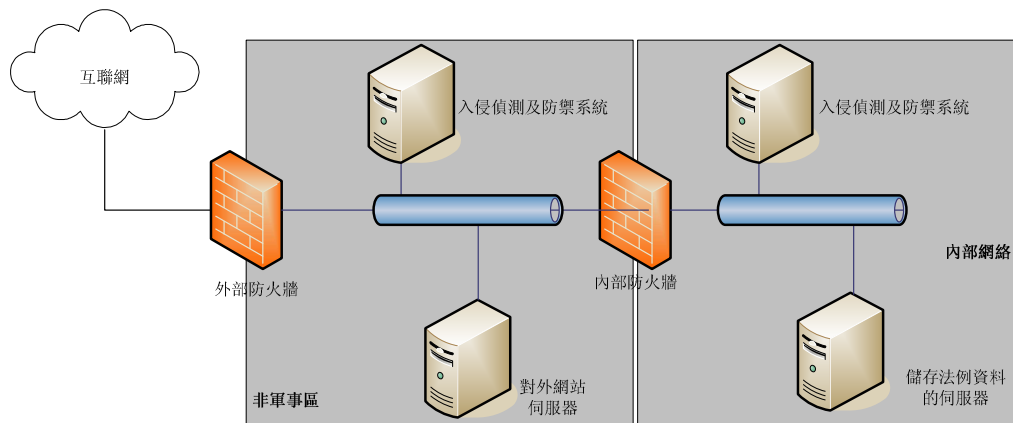 互聯網
入侵偵測及防禦系統
入侵偵測及防禦系統
外部防火牆
內部防火牆
內部網絡
對外網站
伺服器
儲存法例資料
的伺服器
非軍事區